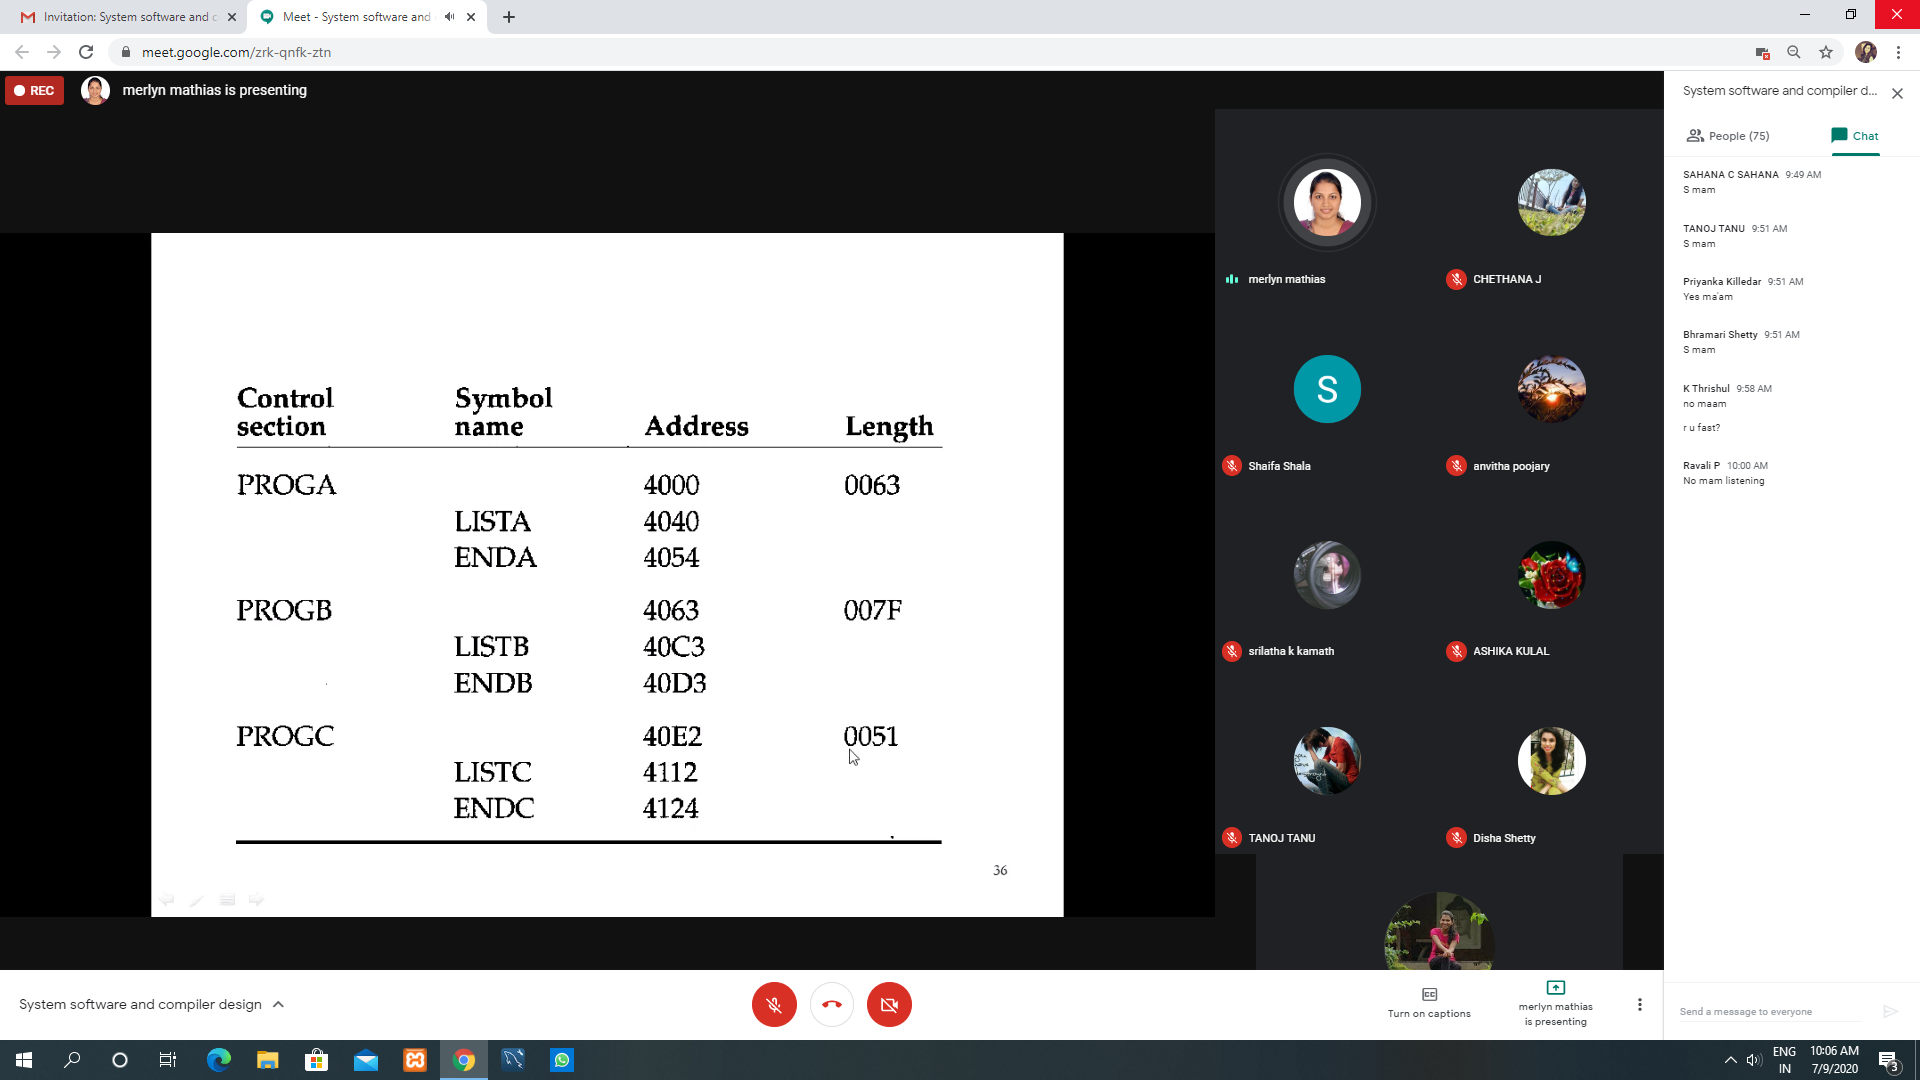 Invitation: System software and c
Meet - System software and
meet.google.com/zrk-qnfk-ztn
REC
merlyn mathias is presenting
Control section Symbol name Address Length
PROGA 4000 0063
LISTA 4040
ENDA 4054
PROGB 4063 007F
LISTB 40C3
ENDB 40D3
PROGC 40E2 0051
LISTC 4112
ENDC 4124
36
merlyn mathias
CHETHANA J
S
Shaifa Shala
anvitha poojary
srilatha k kamath
ASHIKA KULAL
TANOJ TANU
Disha Shetty
System software and compiler d...
People (75)
Chat
SAHANA C SAHANA 9:49 AM
S mam
TANOJ TANU 9:51 AM
S mam
Priyanka Killedar 9:51 AM
Yes ma'am
Bhramari Shetty 9:51 AM
S mam
K Thrishul 9:58 AM
no maam
r u fast?
Ravali P 10:00 AM
No mam listening
Send a message to everyone
System software and compiler design
CC
Turn on captions
merlyn mathias
is presenting
ENG
IN
10:06 AM
7/9/2020
3